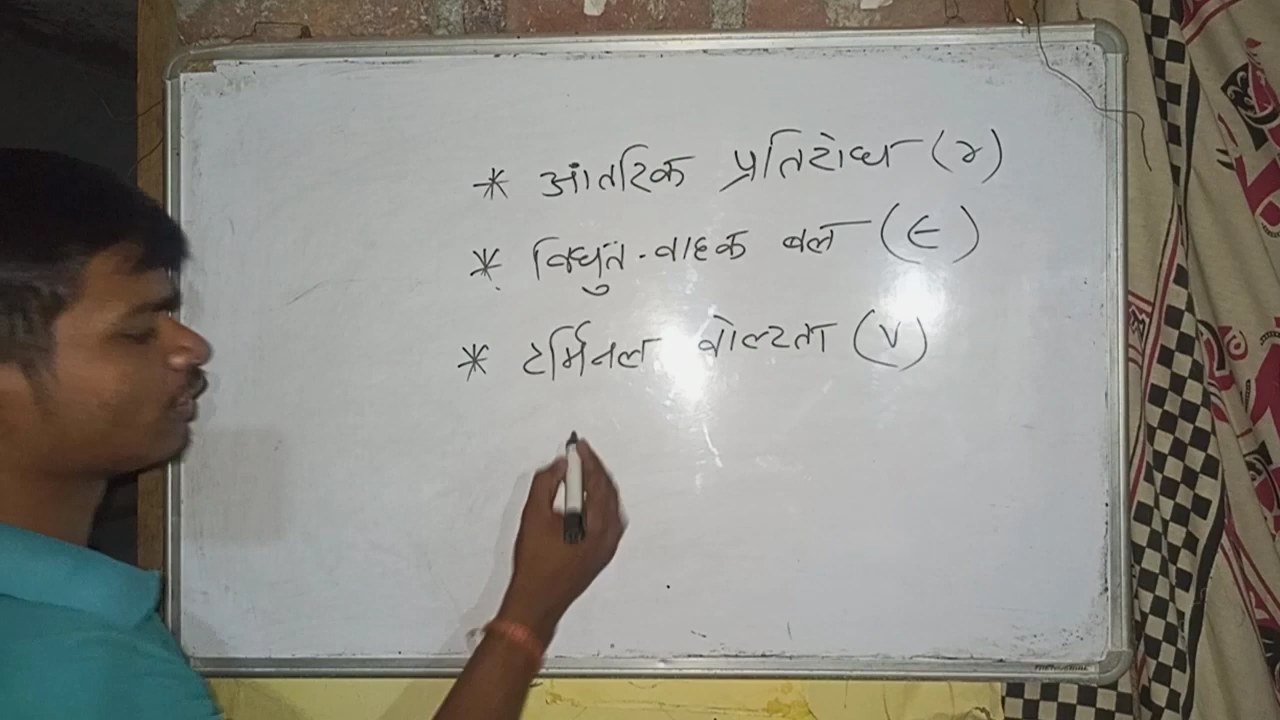 * आंतरिक प्रतिरोध (r)
* विधुत-वाहक बल (ε)
* टर्मिनल वोल्टता (V)